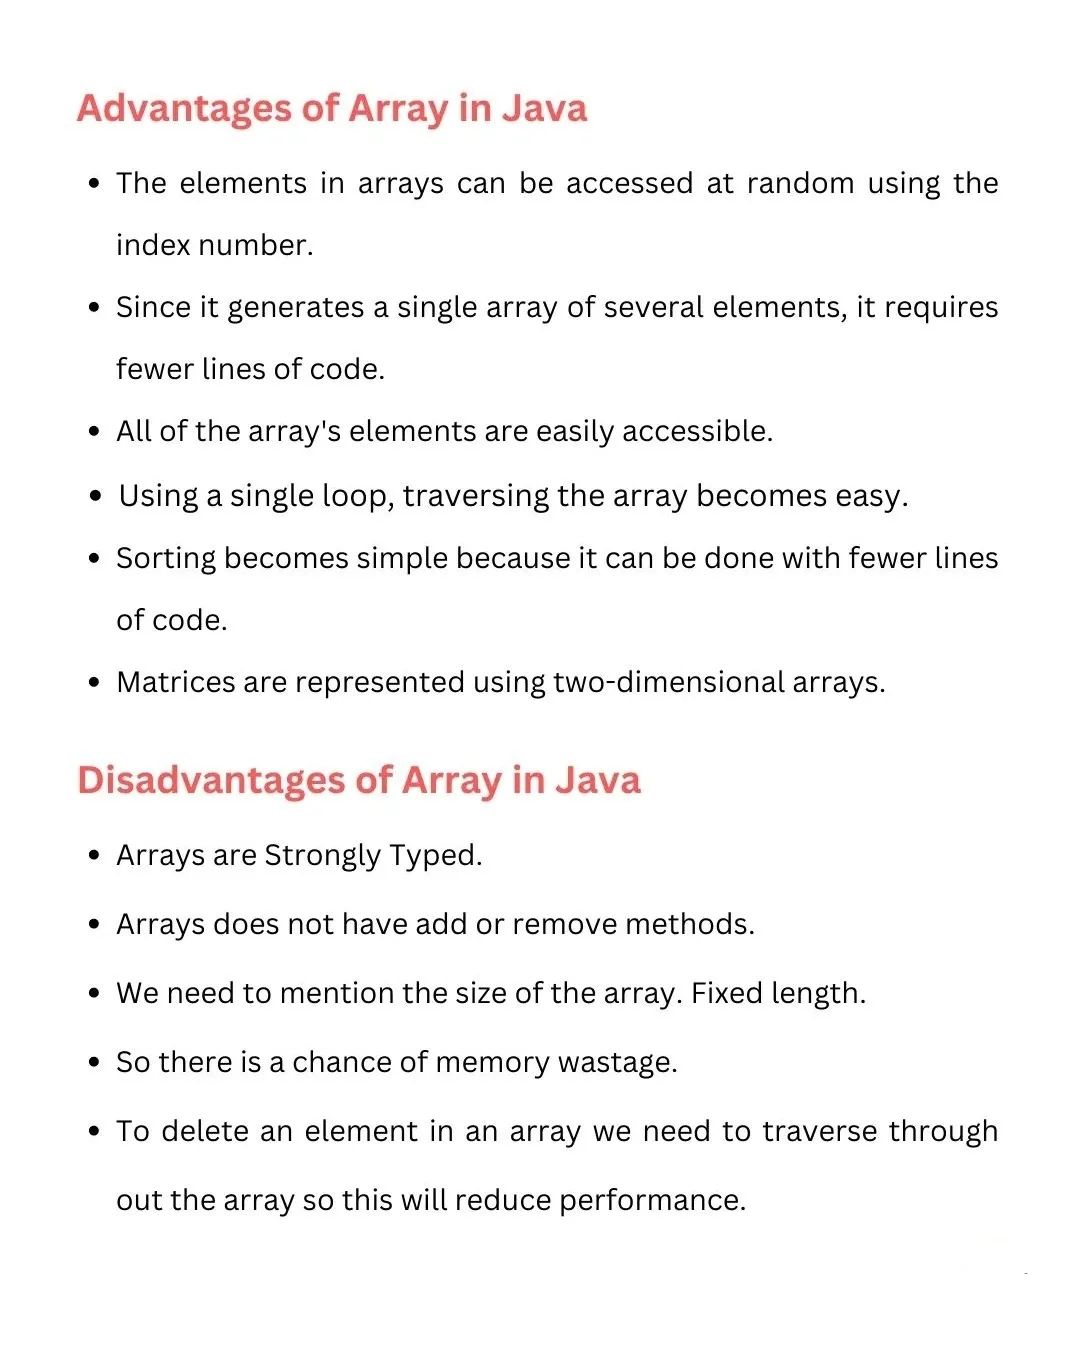 Advantages of Array in Java
• The elements in arrays can be accessed at random using the
index number.
• Since it generates a single array of several elements, it requires
fewer lines of code.
• All of the array's elements are easily accessible.
• Using a single loop, traversing the array becomes easy.
• Sorting becomes simple because it can be done with fewer lines
of code.
• Matrices are represented using two-dimensional arrays.
Disadvantages of Array in Java
• Arrays are Strongly Typed.
• Arrays does not have add or remove methods.
• We need to mention the size of the array. Fixed length.
• So there is a chance of memory wastage.
• To delete an element in an array we need to traverse through
out the array so this will reduce performance.